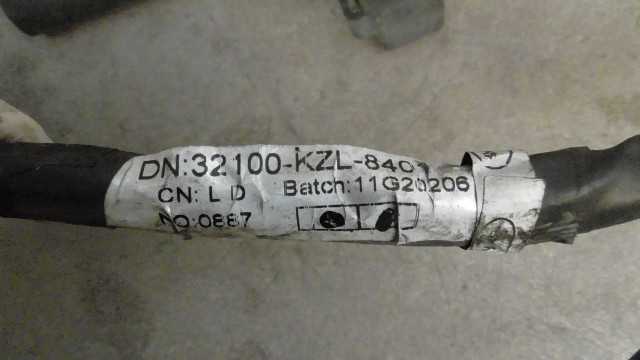 DN:32100-KZL-840
CN: L D Batch:11G20206
NO:0887